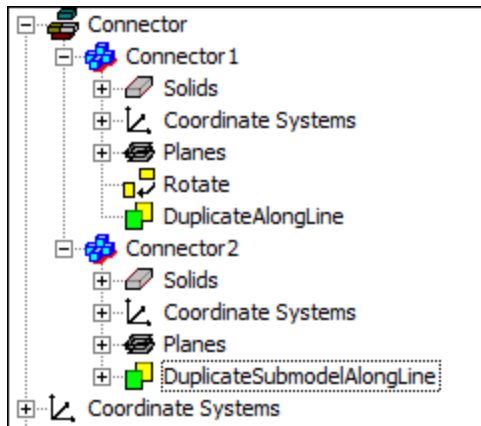 Connector
Connector1
Solids
Coordinate Systems
Planes
Rotate
DuplicateAlongLine
Connector2
Solids
Coordinate Systems
Planes
DuplicateSubmodelAlongLine
Coordinate Systems